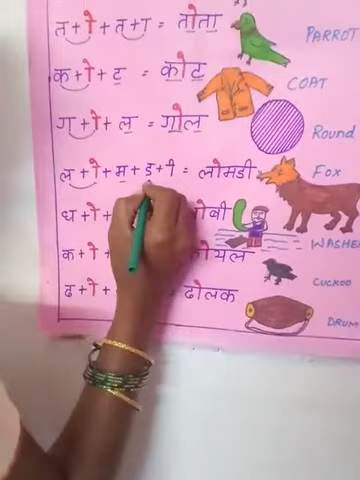 त + ो + त + ा = तोता PARROT
क + ो + ट = कोट COAT
ग + ो + ल = गोल Round
ल + ो + म + ड + ी = लोमडी Fox
ध + ो +
क + ो + CUCKOO
ढ + ो + ढोलक DRUM